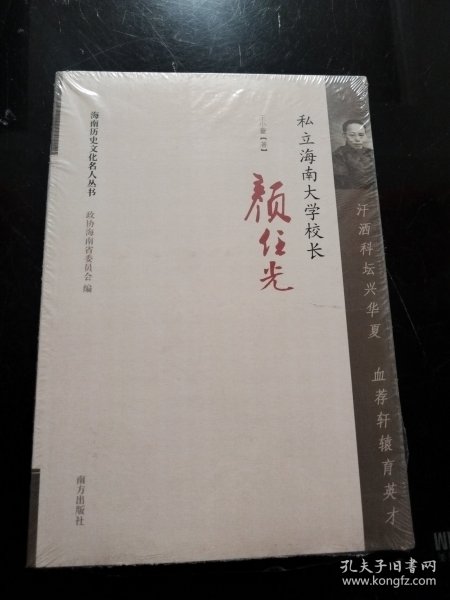 汗洒科坛兴华夏
血荐轩辕育英才
私立海南大学校长
颜任光
【著】
海南历史文化名人丛书
政协海南省委员会 编
南方出版社
孔夫子旧书网
www.kongfz.com